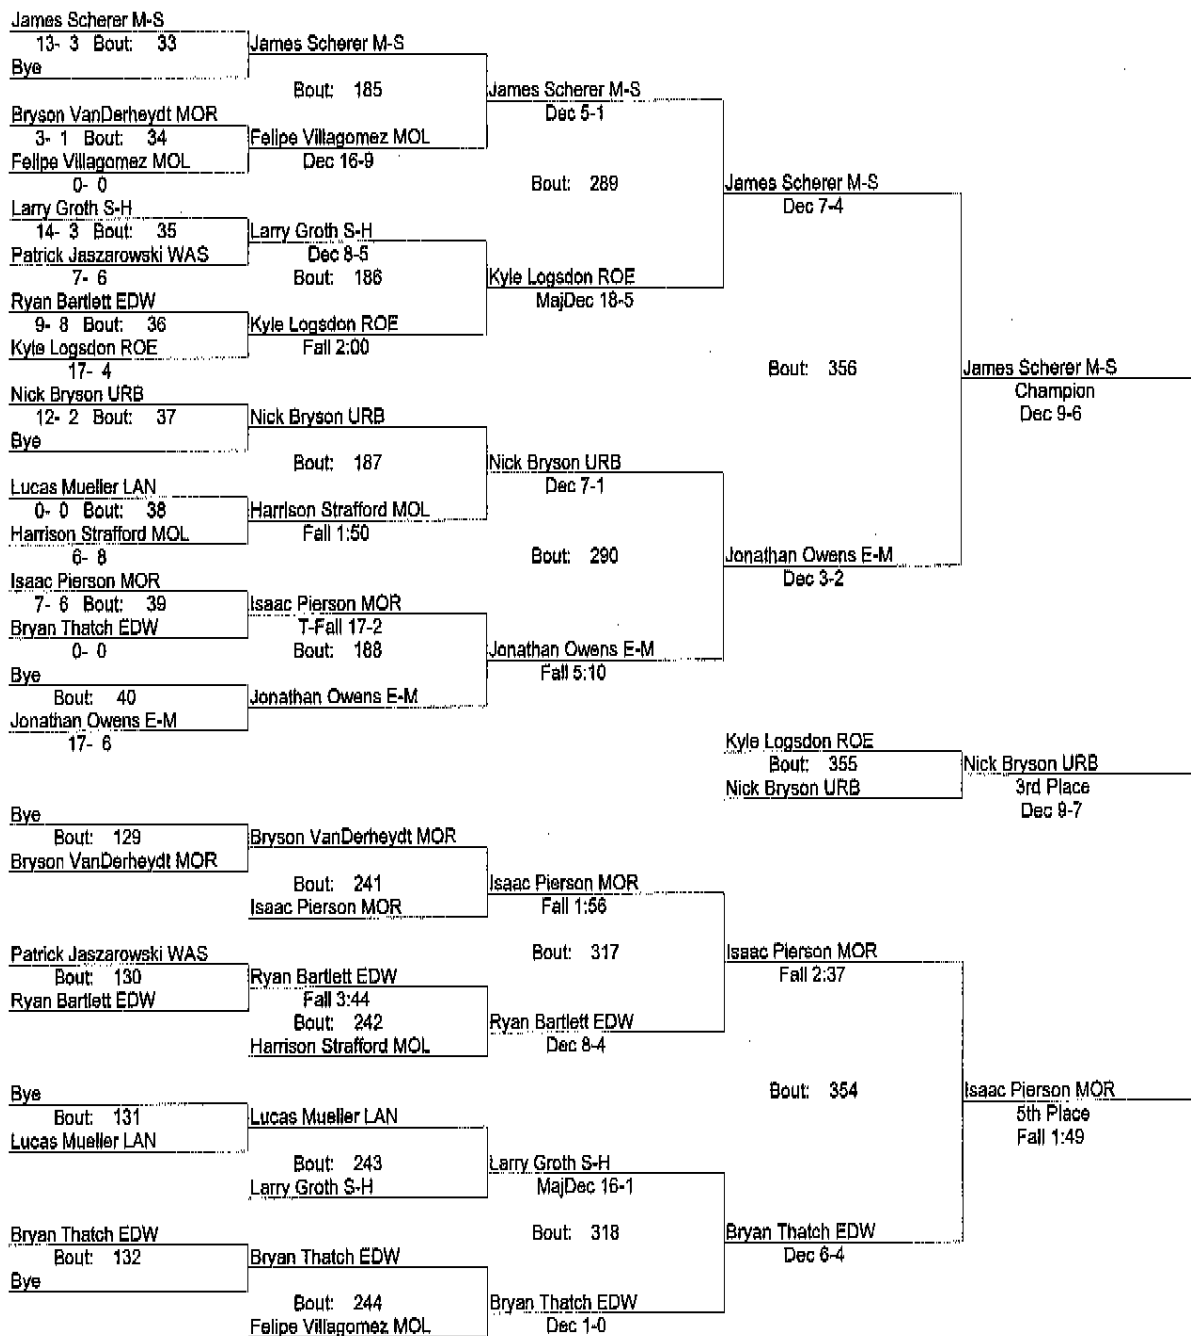 James Scherer M-S
13- 3 Bout: 33
Bye
James Scherer M-S
Bout: 185
Bryson VanDerheydt MOR
3- 1 Bout: 34
Felipe Villagomez MOL
0- 0
Felipe Villagomez MOL
Dec 16-9
James Scherer M-S
Dec 5-1
Bout: 289
Larry Groth S-H
14- 3 Bout: 35
Patrick Jaszarowski WAS
7- 6
Larry Groth S-H
Dec 8-5
Bout: 186
Ryan Bartlett EDW
9- 8 Bout: 36
Kyle Logsdon ROE
17- 4
Kyle Logsdon ROE
Fall 2:00
Kyle Logsdon ROE
MajDec 18-5
James Scherer M-S
Dec 7-4
Bout: 356
James Scherer M-S
Champion
Dec 9-6
Nick Bryson URB
12- 2 Bout: 37
Bye
Nick Bryson URB
Bout: 187
Lucas Mueller LAN
0- 0 Bout: 38
Harrison Strafford MOL
6- 8
Harrison Strafford MOL
Fall 1:50
Nick Bryson URB
Dec 7-1
Bout: 290
Isaac Pierson MOR
7- 6 Bout: 39
Bryan Thatch EDW
0- 0
Isaac Pierson MOR
T-Fall 17-2
Bout: 188
Bye
Bout: 40
Jonathan Owens E-M
17- 6
Jonathan Owens E-M
Jonathan Owens E-M
Fall 5:10
Jonathan Owens E-M
Dec 3-2
Kyle Logsdon ROE
Bout: 355
Nick Bryson URB
Nick Bryson URB
3rd Place
Dec 9-7
Bye
Bout: 129
Bryson VanDerheydt MOR
Bryson VanDerheydt MOR
Bout: 241
Isaac Pierson MOR
Isaac Pierson MOR
Fall 1:56
Bout: 317
Patrick Jaszarowski WAS
Bout: 130
Ryan Bartlett EDW
Ryan Bartlett EDW
Fall 3:44
Bout: 242
Harrison Strafford MOL
Ryan Bartlett EDW
Dec 8-4
Isaac Pierson MOR
Fall 2:37
Bout: 354
Isaac Pierson MOR
5th Place
Fall 1:49
Bye
Bout: 131
Lucas Mueller LAN
Lucas Mueller LAN
Bout: 243
Larry Groth S-H
Larry Groth S-H
MajDec 16-1
Bout: 318
Bryan Thatch EDW
Bout: 132
Bye
Bryan Thatch EDW
Bout: 244
Felipe Villagomez MOL
Bryan Thatch EDW
Dec 1-0
Bryan Thatch EDW
Dec 6-4